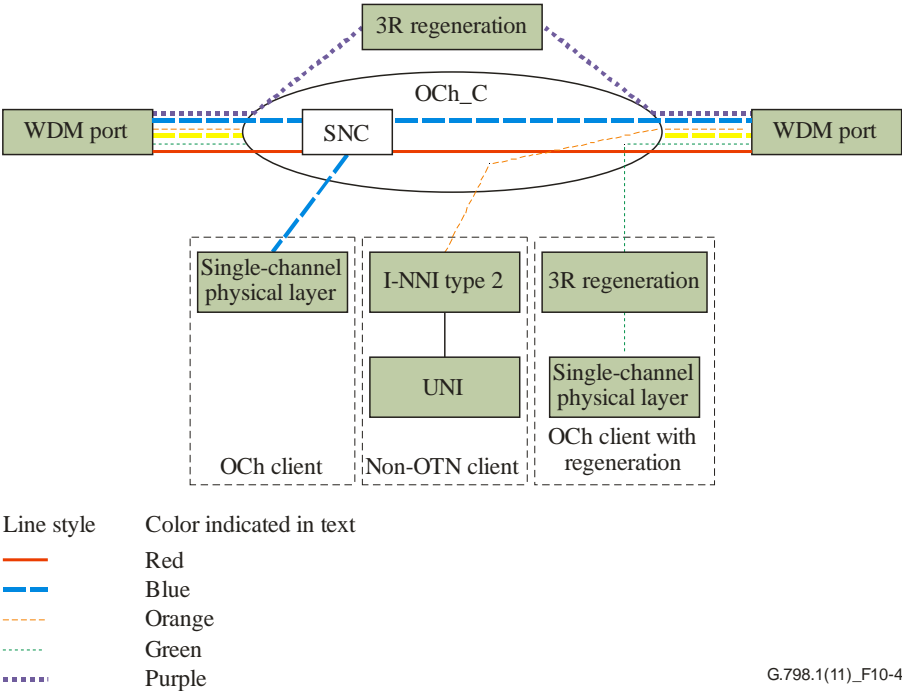 3R regeneration
OCh_C
WDM port
SNC
WDM port
Single-channel
physical layer
I-NNI type 2
3R regeneration
UNI
Single-channel
physical layer
OCh client
Non-OTN client
OCh client with
regeneration
Line style
Color indicated in text
Red
Blue
Orange
Green
Purple
G.798.1(11)_F10-4